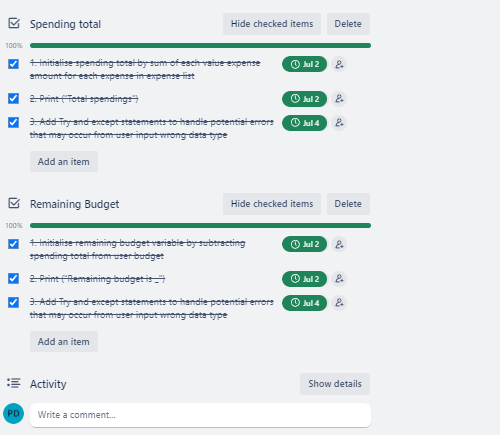 Spending total
Hide checked items
Delete
100%
1. Initialise spending total by sum of each value expense
amount for each expense in expense list
Jul 2
2. Print ("Total spendings")
Jul 2
3. Add Try and except statements to handle potential errors
that may occur from user input wrong data type
Jul 4
Add an item
Remaining Budget
Hide checked items
Delete
100%
1. Initialise remaining budget variable by subtracting
spending total from user budget
Jul 2
2. Print ("Remaining budget is _")
Jul 2
3. Add Try and except statements to handle potential errors
that may occur from user input wrong data type
Jul 4
Add an item
Activity
Show details
PD
Write a comment...